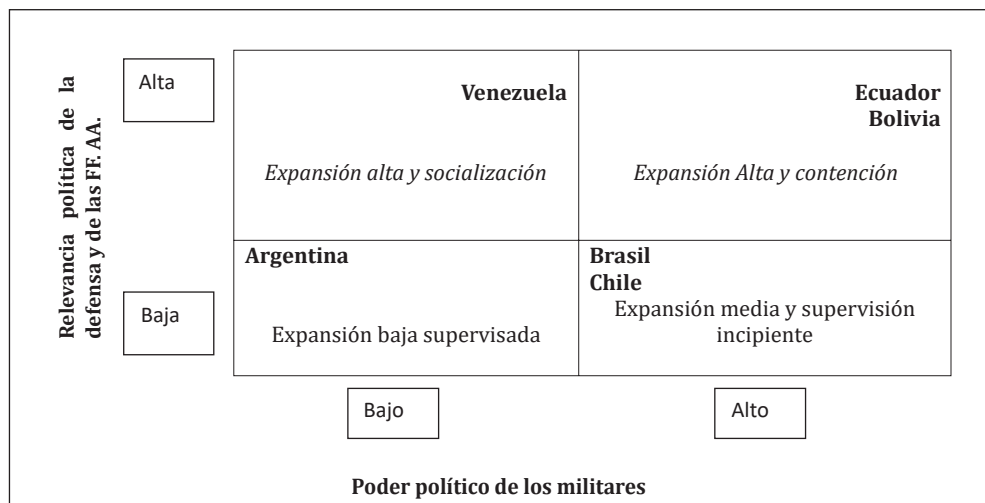 Relevancia política de la
defensa y de las FF. AA.
Alta
Venezuela
Expansión alta y socialización
Ecuador
Bolivia
Expansión Alta y contención
Baja
Argentina
Expansión baja supervisada
Brasil
Chile
Expansión media y supervisión
incipiente
Bajo
Alto
Poder político de los militares